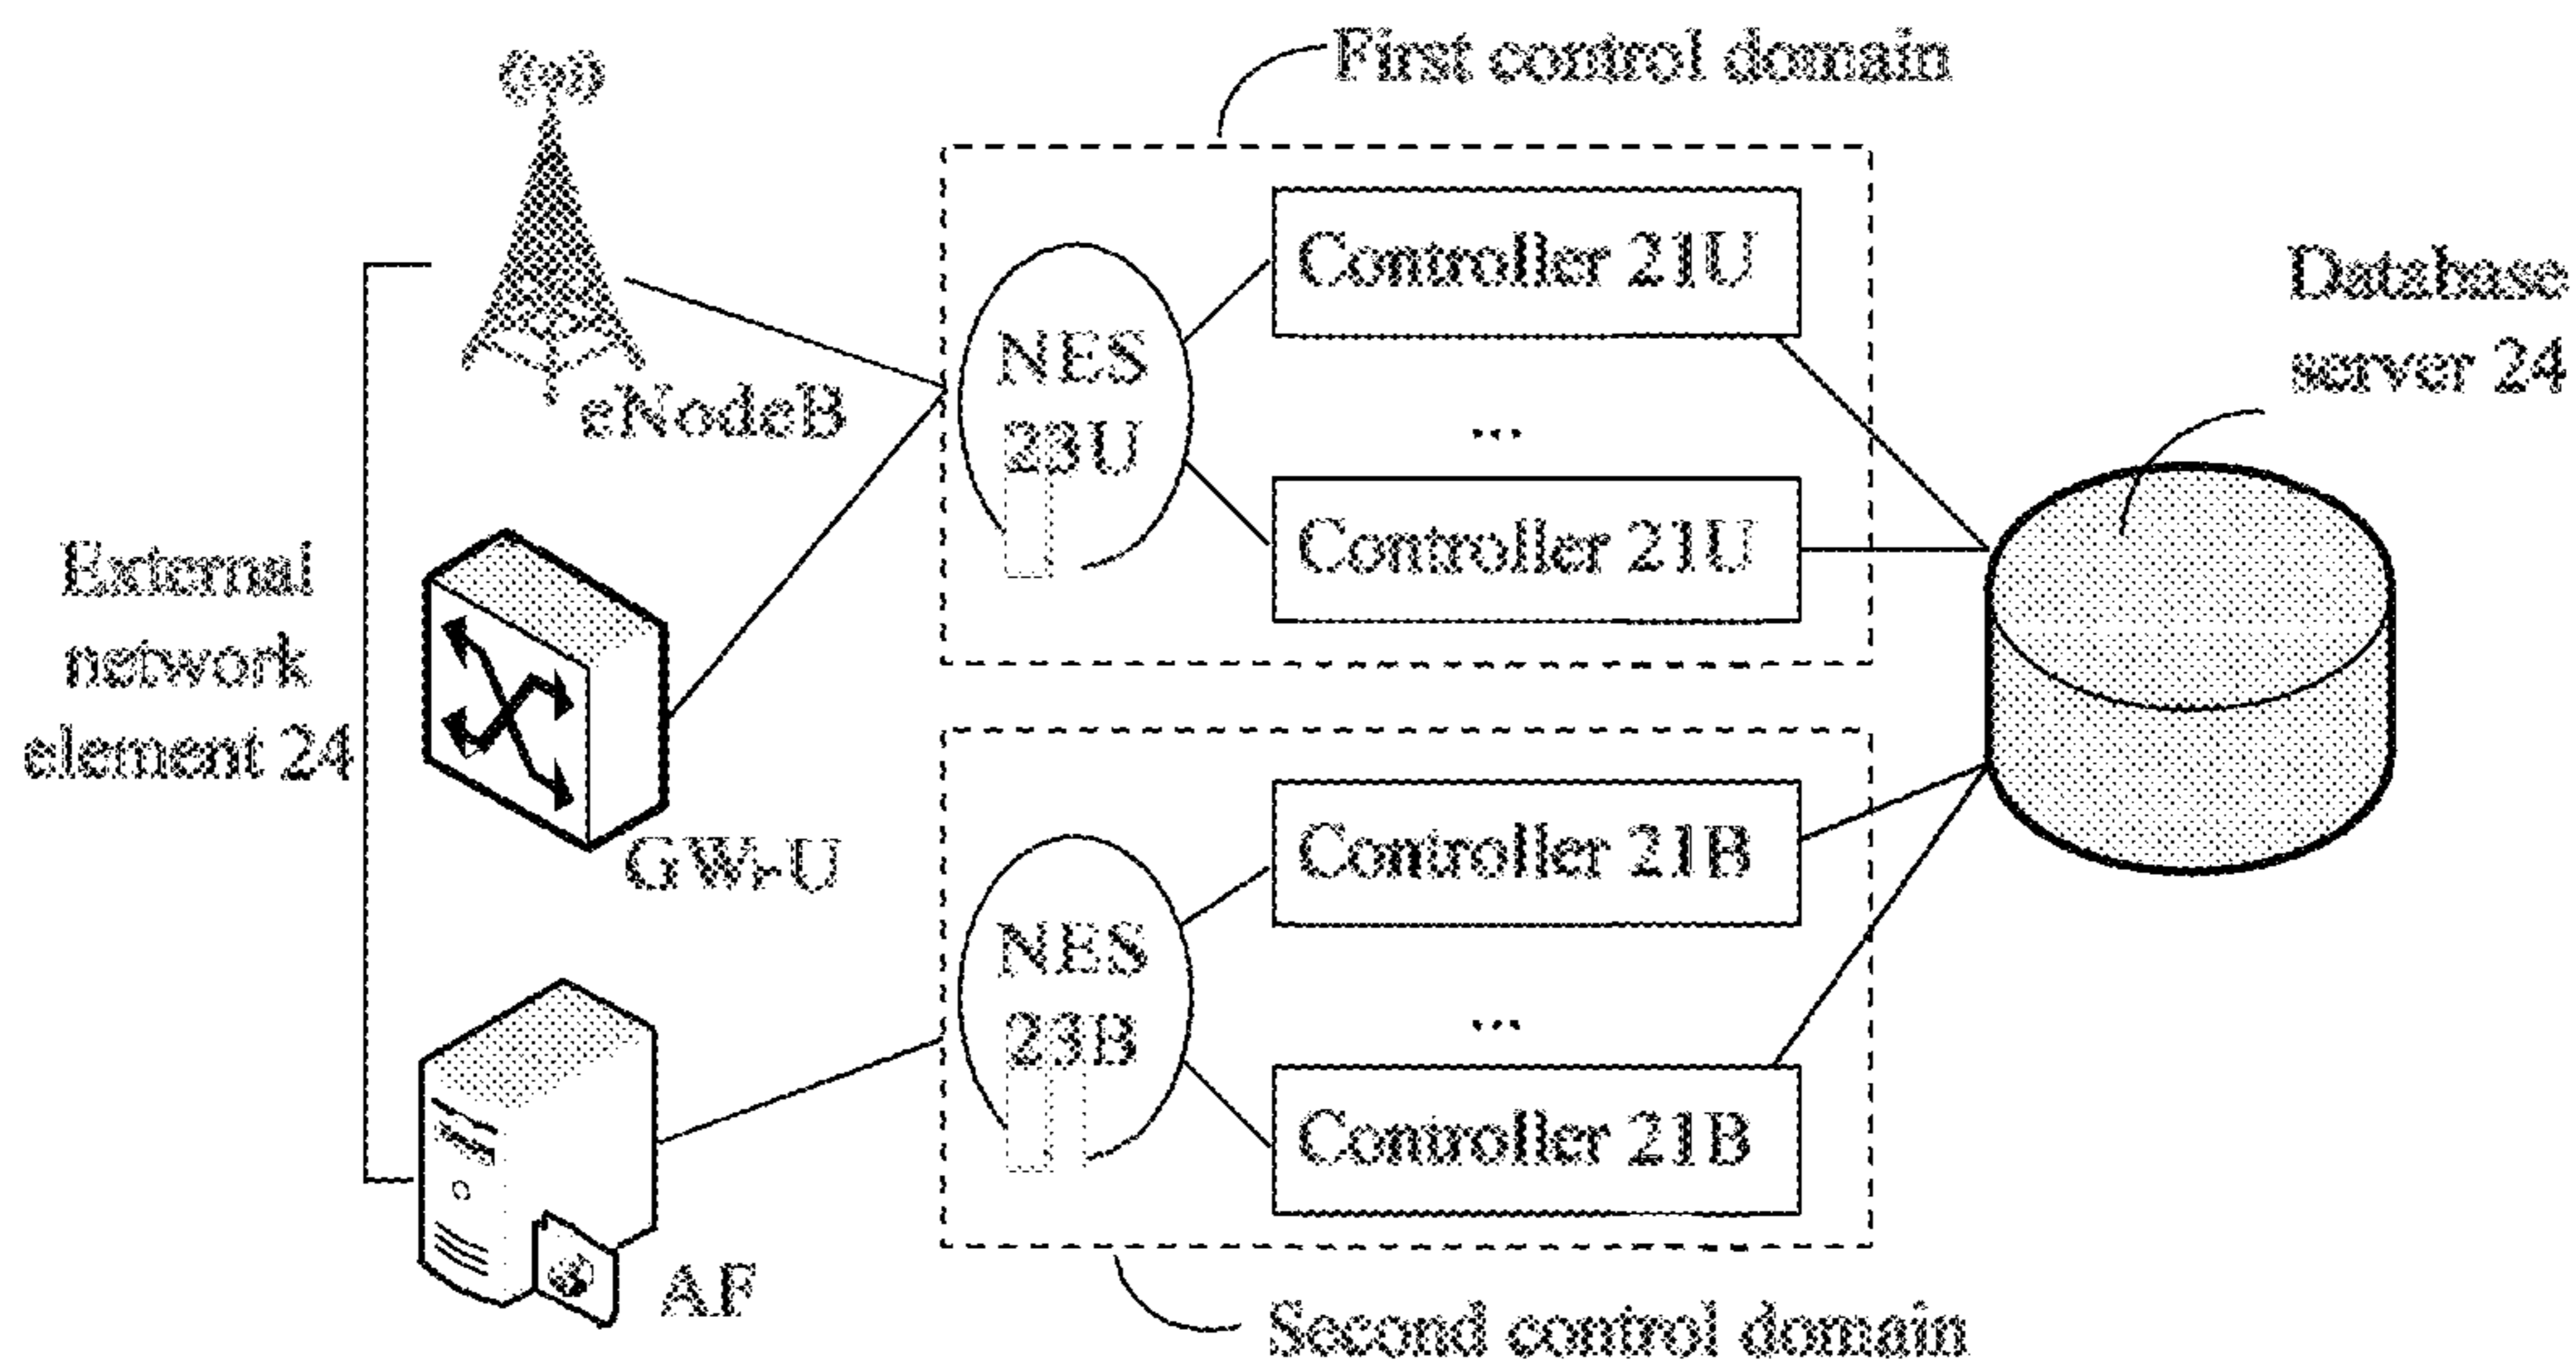 First control domain
Controller 21U
Database
server 24
NES
23U
eNodeB
...
Controller 21U
External
network
element 24
GW-U
Controller 21B
NES
23B
...
Controller 21B
AF
Second control domain